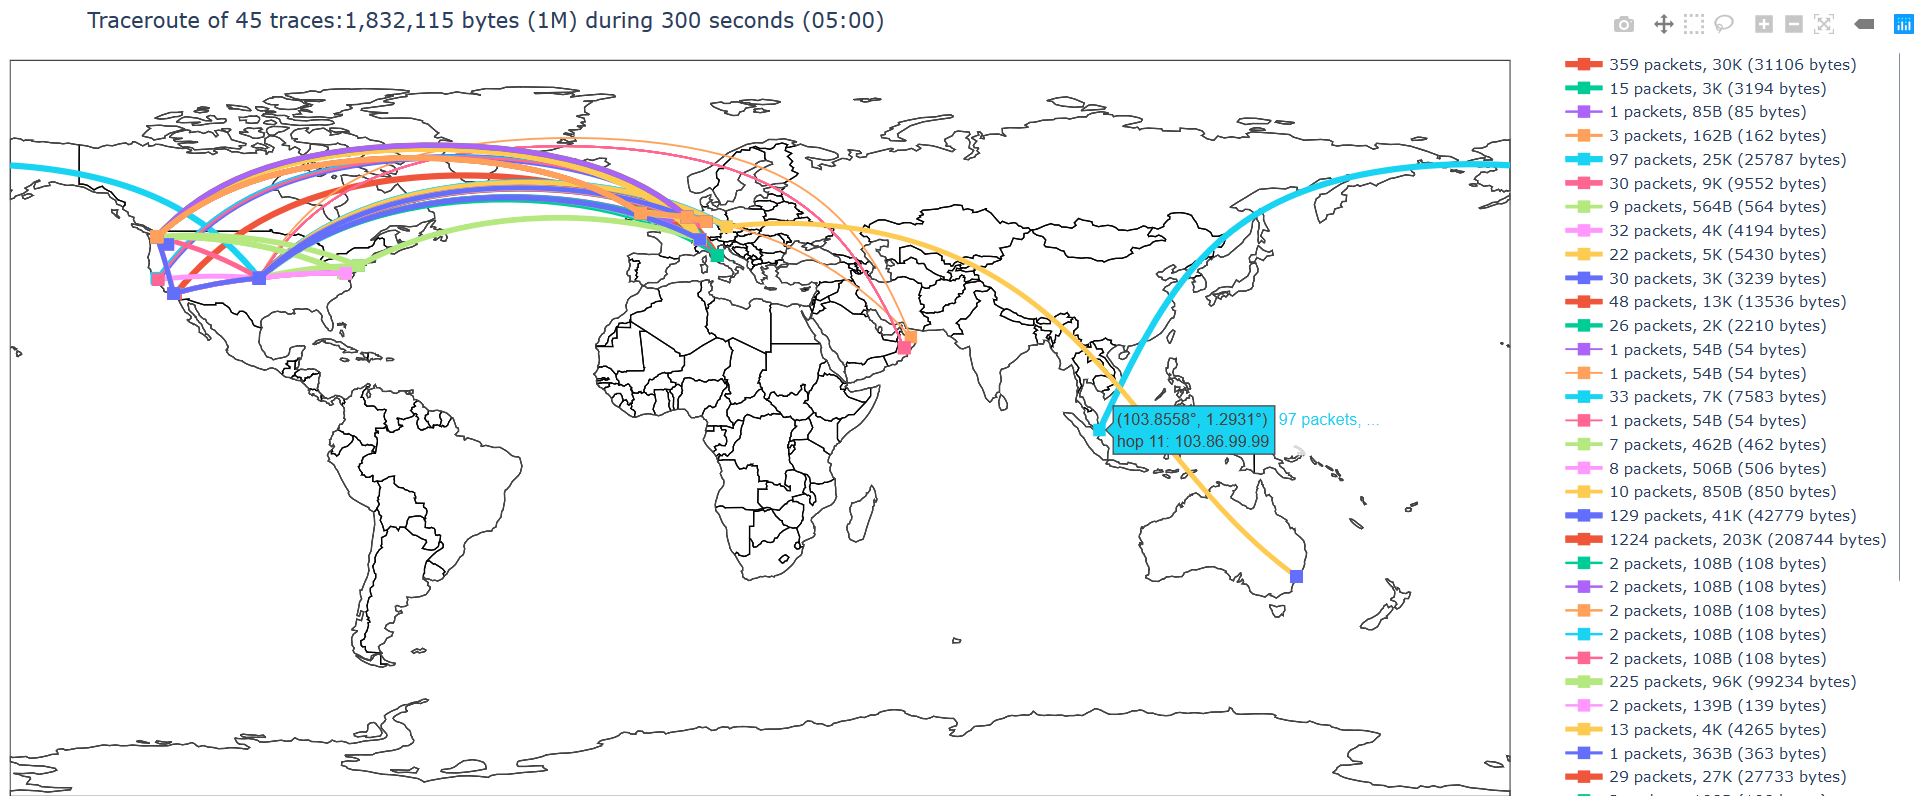 Traceroute of 45 traces:1,832,115 bytes (1M) during 300 seconds (05:00)
359 packets, 30K (31106 bytes)
15 packets, 3K (3194 bytes)
1 packets, 85B (85 bytes)
3 packets, 162B (162 bytes)
97 packets, 25K (25787 bytes)
30 packets, 9K (9552 bytes)
9 packets, 564B (564 bytes)
32 packets, 4K (4194 bytes)
22 packets, 5K (5430 bytes)
30 packets, 3K (3239 bytes)
48 packets, 13K (13536 bytes)
26 packets, 2K (2210 bytes)
1 packets, 54B (54 bytes)
1 packets, 54B (54 bytes)
33 packets, 7K (7583 bytes)
1 packets, 54B (54 bytes)
7 packets, 462B (462 bytes)
8 packets, 506B (506 bytes)
10 packets, 850B (850 bytes)
129 packets, 41K (42779 bytes)
1224 packets, 203K (208744 bytes)
2 packets, 108B (108 bytes)
2 packets, 108B (108 bytes)
2 packets, 108B (108 bytes)
2 packets, 108B (108 bytes)
2 packets, 108B (108 bytes)
225 packets, 96K (99234 bytes)
2 packets, 139B (139 bytes)
13 packets, 4K (4265 bytes)
1 packets, 363B (363 bytes)
29 packets, 27K (27733 bytes)
(103.8558°, 1.2931°)
hop 11: 103.86.99.99
97 packets, ...